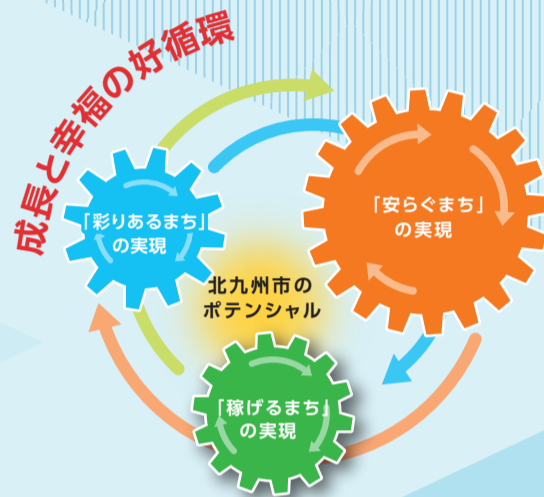 成長と幸福の好循環
「彩りあるまち」
の実現
「安らぐまち」
の実現
北九州市の
ポテンシャル
「稼げるまち」
の実現